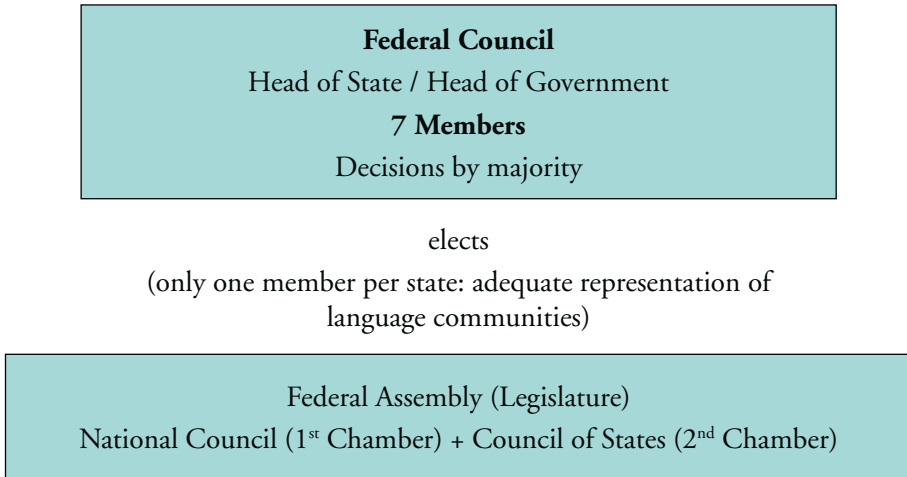 Federal Council
Head of State / Head of Government
7 Members
Decisions by majority
elects
(only one member per state: adequate representation of
language communities)
Federal Assembly (Legislature)
National Council (1st Chamber) + Council of States (2nd Chamber)